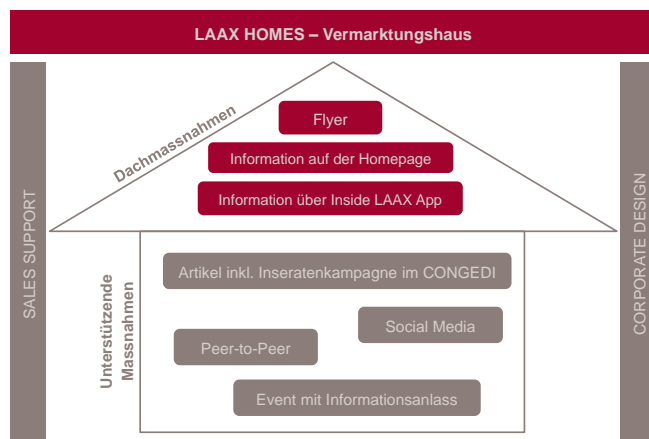 LAAX HOMES – Vermarktungshaus
SALES SUPPORT
CORPORATE DESIGN
Dachmassnahmen
Flyer
Information auf der Homepage
Information über Inside LAAX App
Unterstützende
Massnahmen
Artikel inkl. Inseratenkampagne im CONGEDI
Social Media
Peer-to-Peer
Event mit Informationsanlass